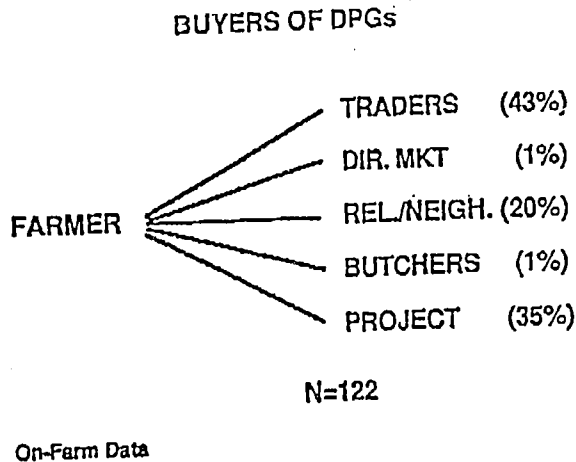 BUYERS OF DPGs
TRADERS (43%)
DIR. MKT (1%)
FARMER REL./NEIGH. (20%)
BUTCHERS (1%)
PROJECT (35%)
N=122
On-Farm Data